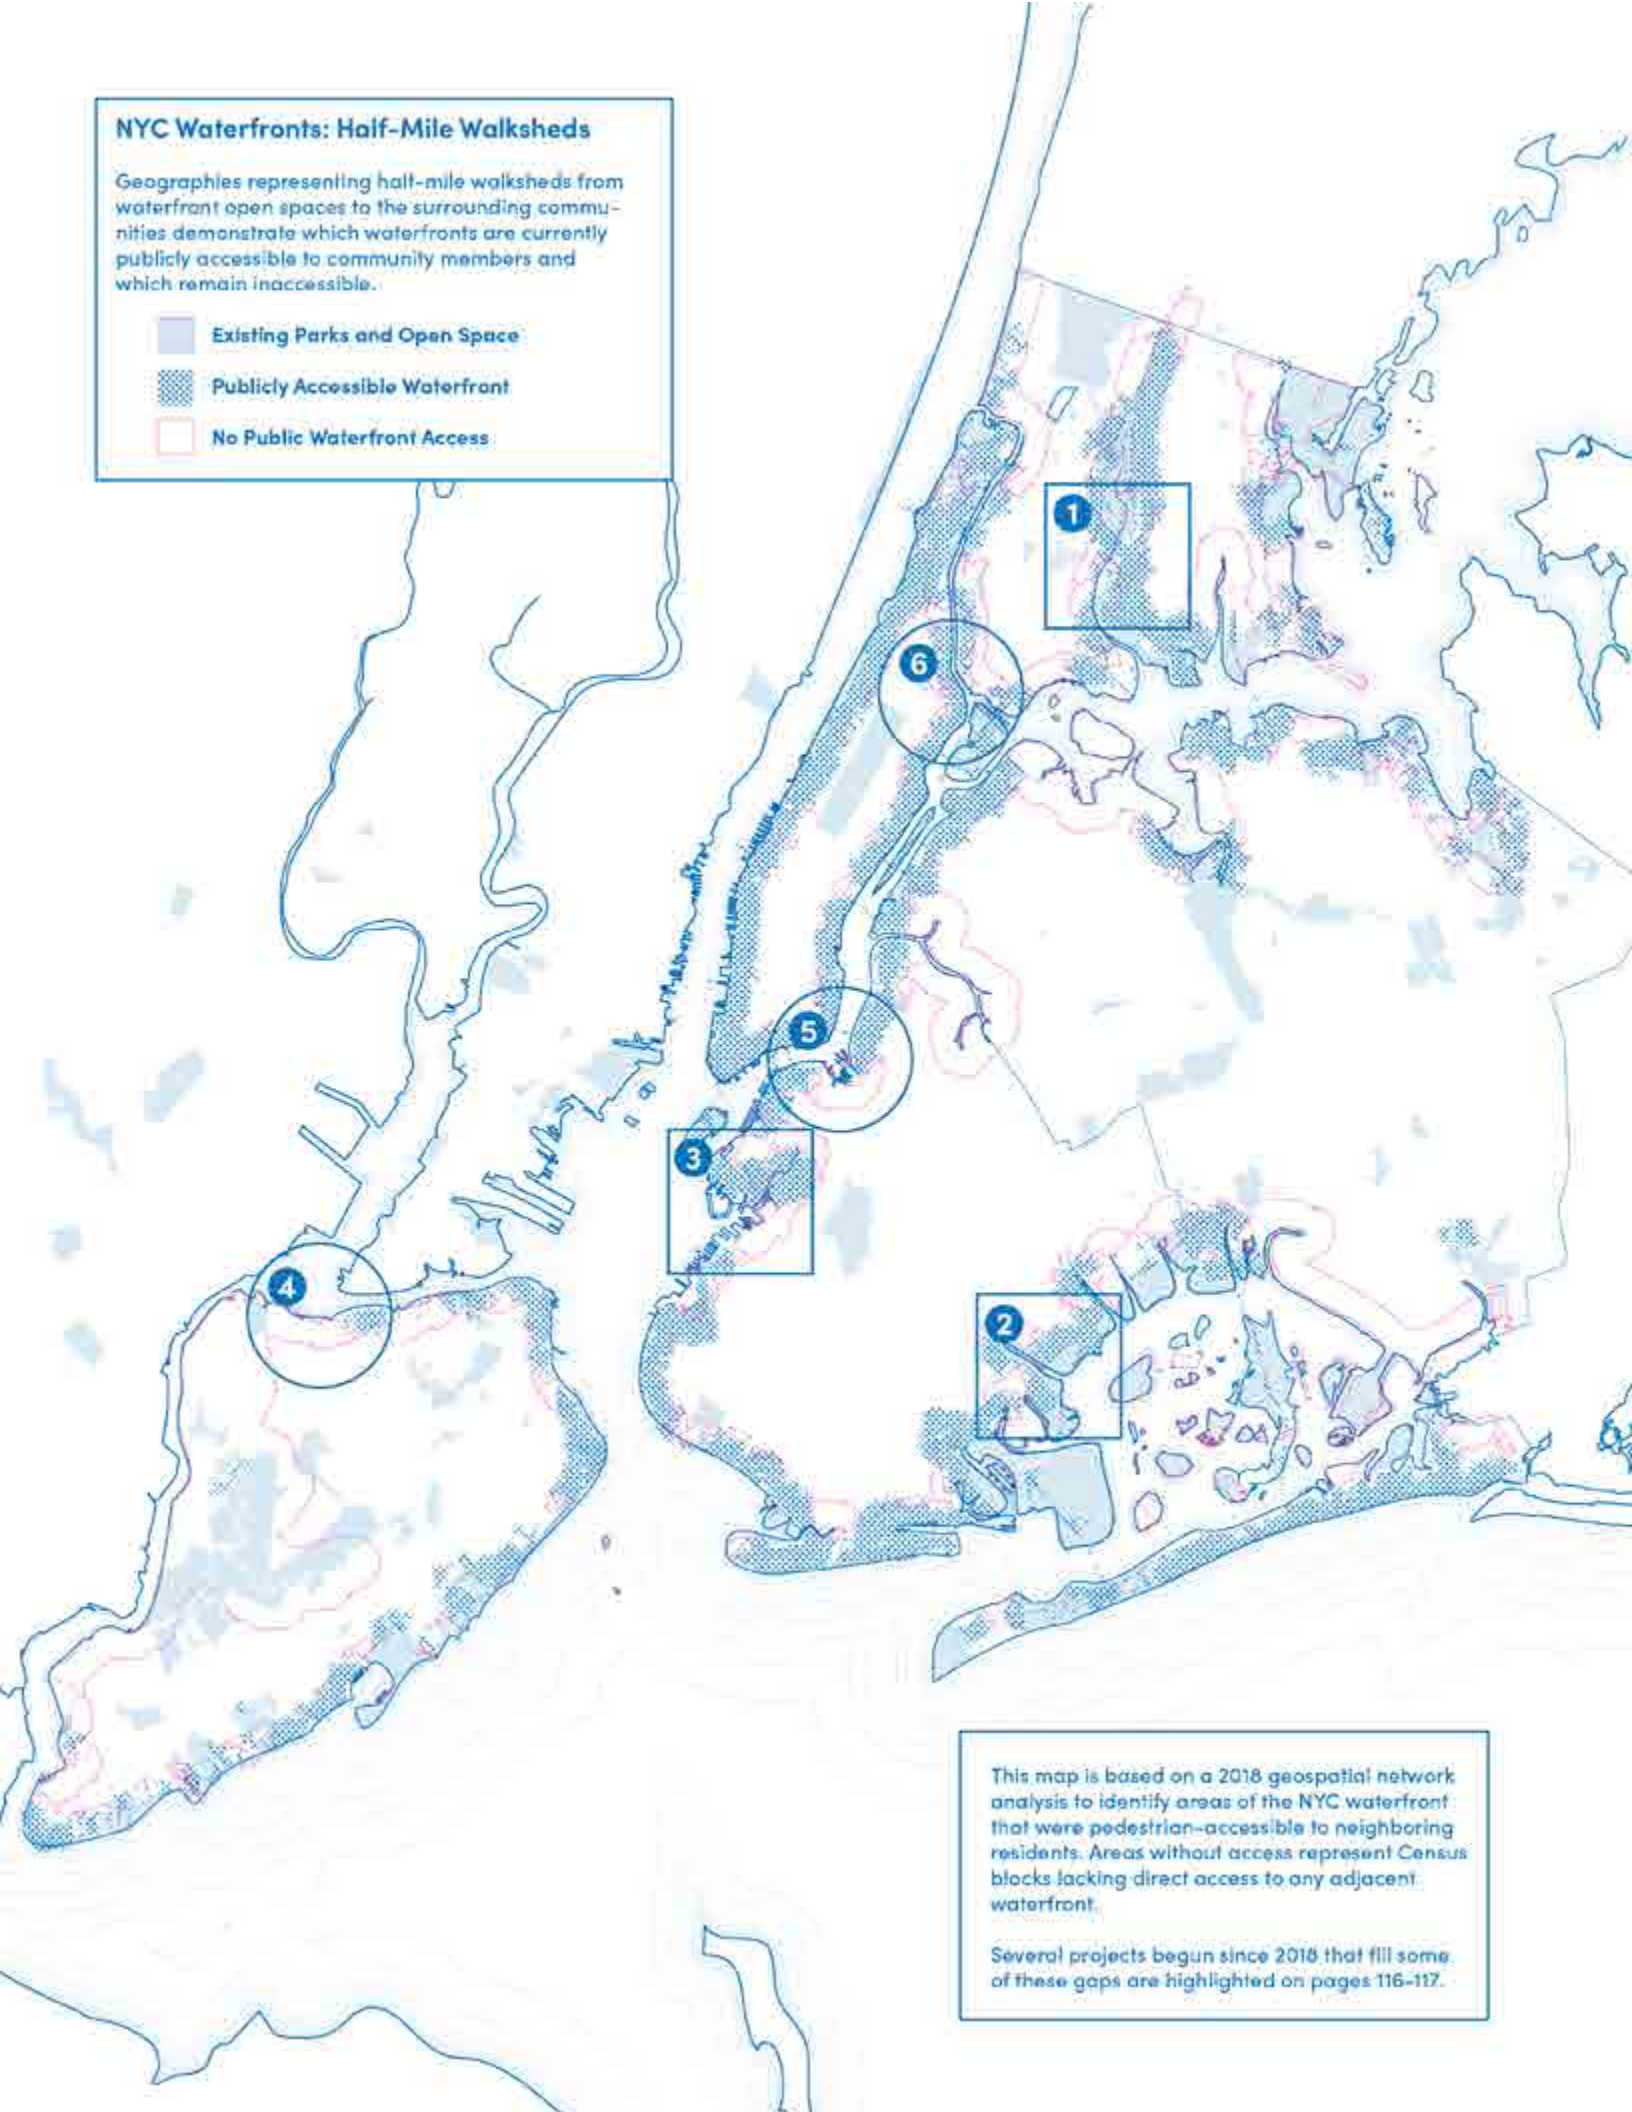 NYC Waterfronts: Half-Mile Walksheds
Geographies representing half-mile walksheds from
waterfront open spaces to the surrounding commu-
nities demonstrate which waterfronts are currently
publicly accessible to community members and
which remain inaccessible.
Existing Parks and Open Space
Publicly Accessible Waterfront
No Public Waterfront Access
1
6
5
3
4
2
This map is based on a 2018 geospatial network
analysis to identify areas of the NYC waterfront
that were pedestrian-accessible to neighboring
residents. Areas without access represent Census
blocks lacking direct access to any adjacent
waterfront.
Several projects begun since 2018 that fill some
of these gaps are highlighted on pages 116-117.